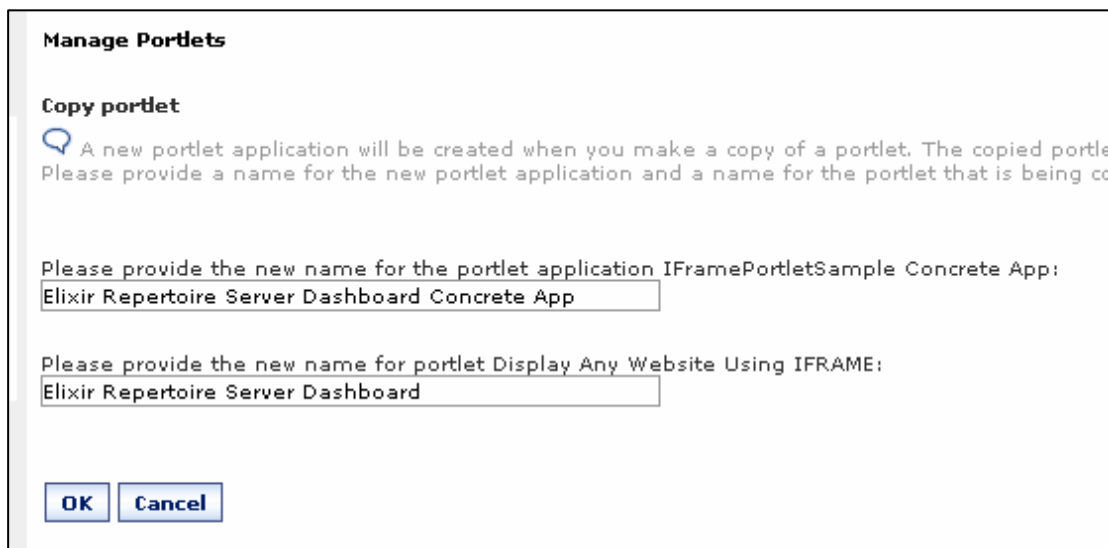 Manage Portlets
Copy portlet
A new portlet application will be created when you make a copy of a portlet. The copied
Please provide a name for the new portlet application and a name for the portlet that is being
Please provide the new name for the portlet application IFramePortletSample Concrete App:
Elixir Repertoire Server Dashboard Concrete App
Please provide the new name for portlet Display Any Website Using IFRAME:
Elixir Repertoire Server Dashboard
OK Cancel